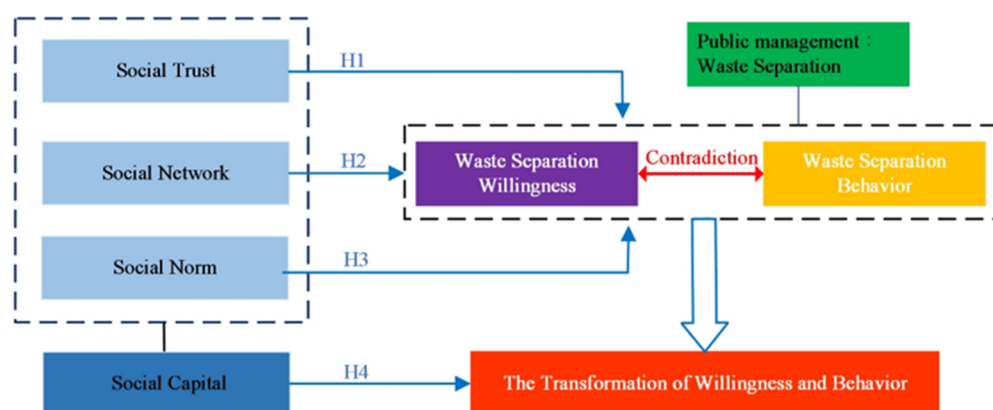 Social Trust
H1
Public management：
Waste Separation
Social Network
H2
Waste Separation
Willingness
Contradiction
Waste Separation
Behavior
Social Norm
H3
Social Capital
H4
The Transformation of Willingness and Behavior